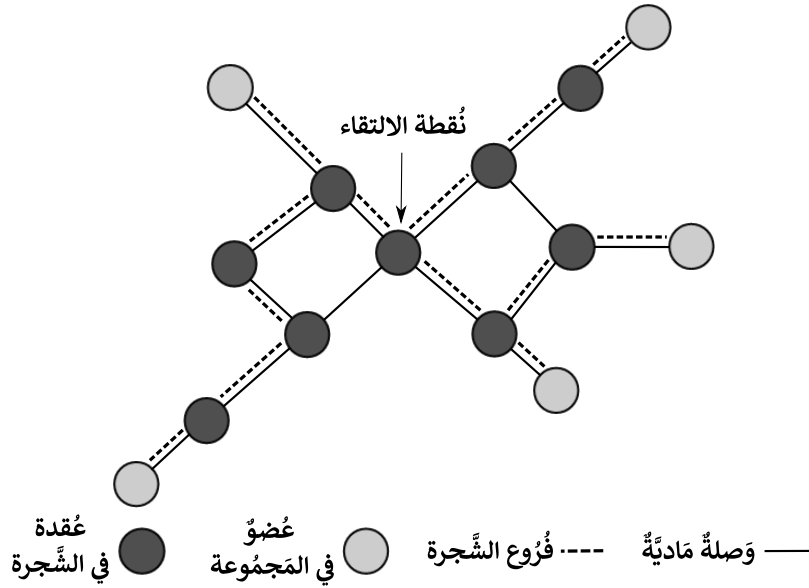 نُقطة الالتقاء
وَصلةٌ مَاديَّةٌ
فُرُوع الشَّجرة
عُضوٌ
في المَجمُوعة
عُقدة
في الشَّجرة